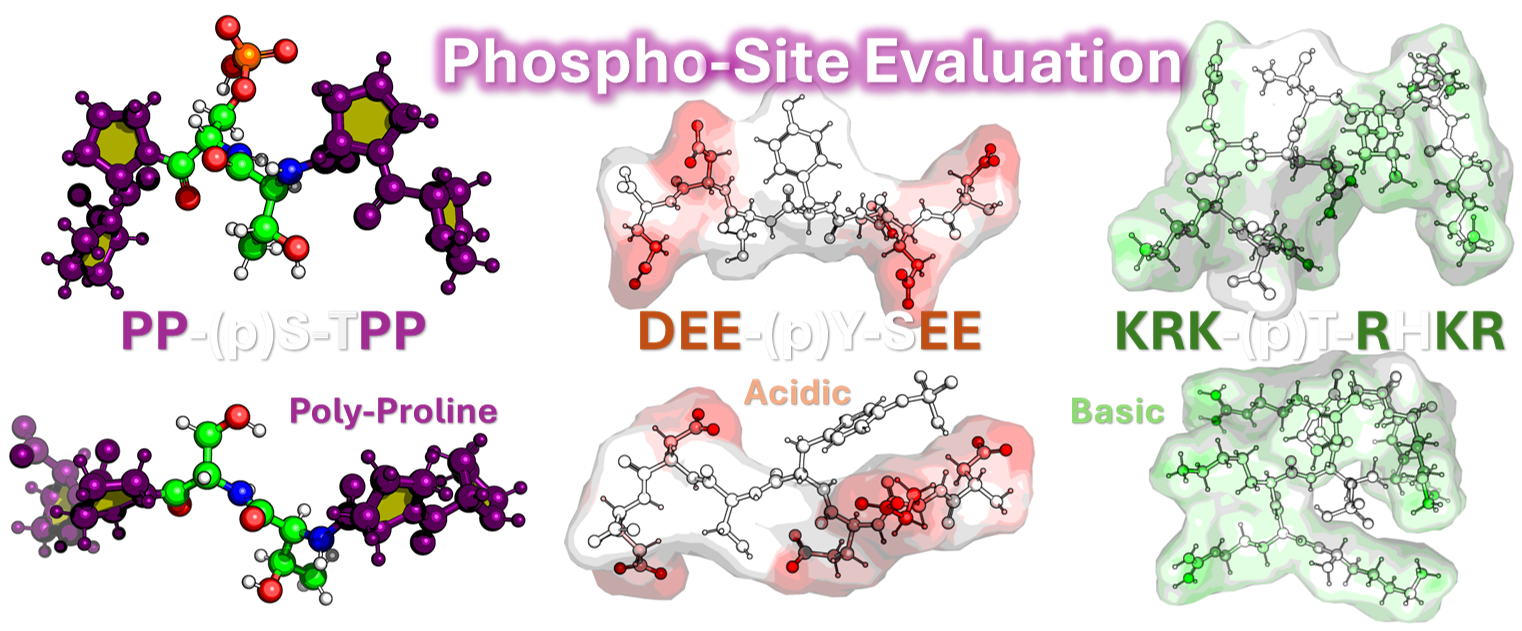 Phospho-Site Evaluation
PP-(p)S-TPP
DEE-(p)Y-SEE
KRK-(p)T-RHKR
Poly-Proline
Acidic
Basic